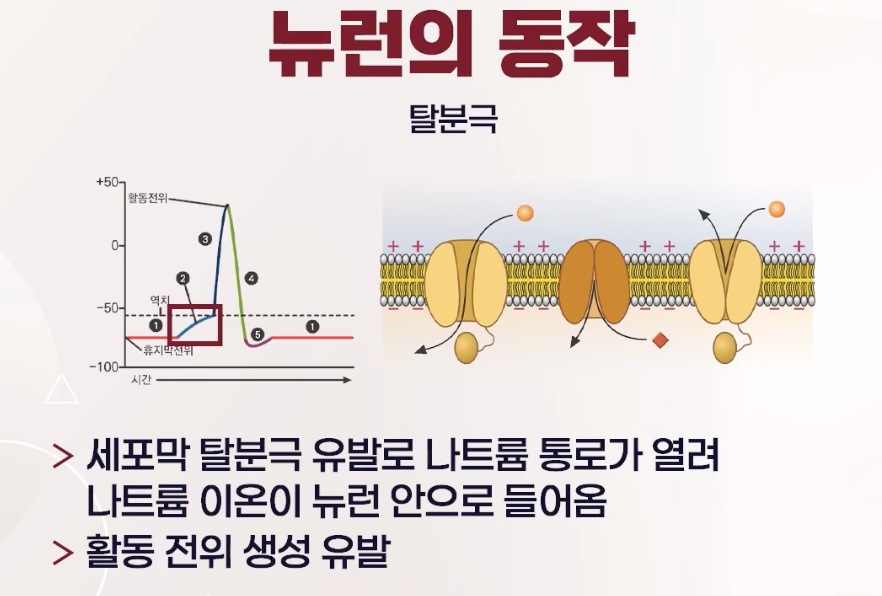 뉴런의 동작
탈분극
+50
활동전위
0
3
2
4
-50
역치
1
5
1
휴지막전위
-100
시간
+ + + + + + + +
- - - - - - - -
> 세포막 탈분극 유발로 나트륨 통로가 열려
나트륨 이온이 뉴런 안으로 들어옴
> 활동 전위 생성 유발